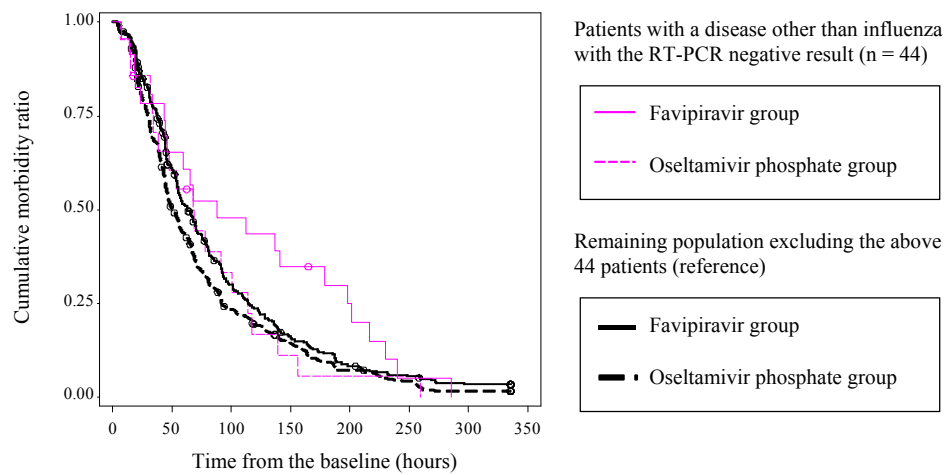 Cumulative morbidity ratio
1.00
0.75
0.50
0.25
0.00
0
50
100
150
200
250
300
350
Time from the baseline (hours)
Patients with a disease other than influenza
with the RT-PCR negative result (n = 44)
Favipiravir group
Oseltamivir phosphate group
Remaining population excluding the above
44 patients (reference)
Favipiravir group
Oseltamivir phosphate group